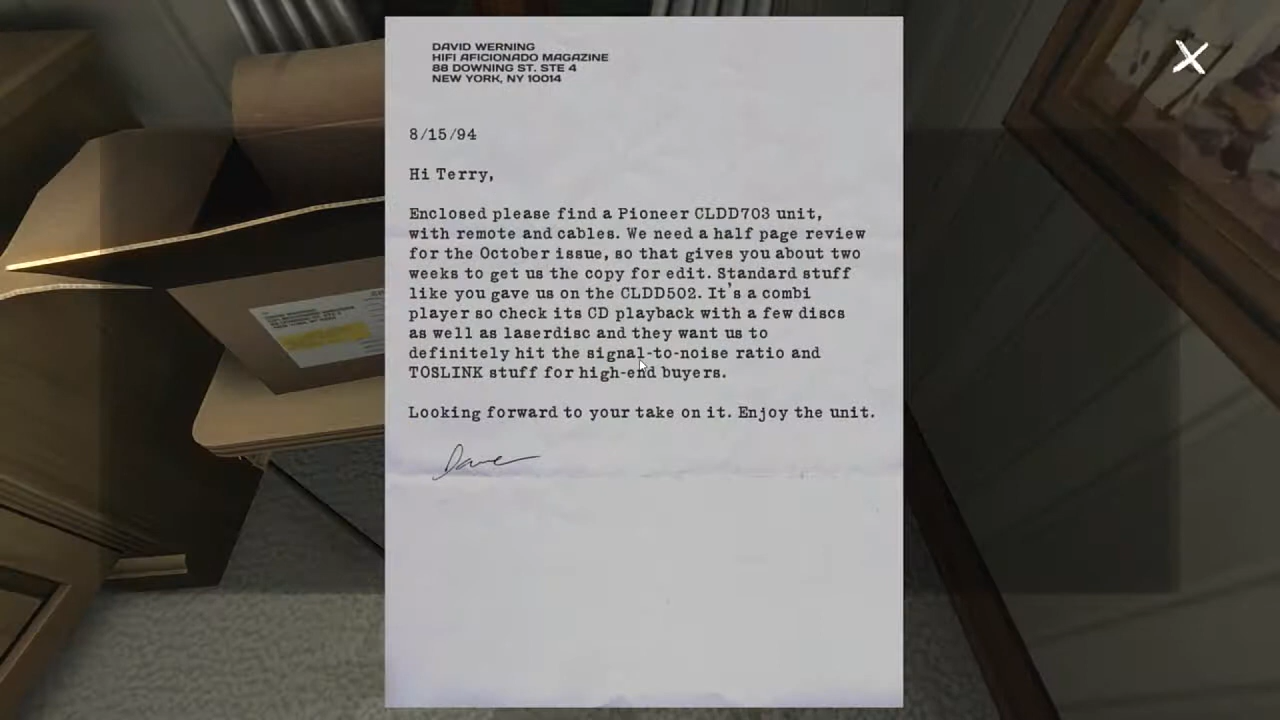 DAVID WERNING
HIFI AFICIONADO MAGAZINE
88 DOWNING ST. STE 4
NEW YORK, NY 10014
8/15/94
Hi Terry,
Enclosed please find a Pioneer CLDD703 unit,
with remote and cables. We need a half page review
for the October issue, so that gives you about two
weeks to get us the copy for edit. Standard stuff
like you gave us on the CLDD502. It's a combi
player so check its CD playback with a few discs
as well as laserdisc and they want us to
definitely hit the signal-to-noise ratio and
TOSLINK stuff for high-end buyers.
Looking forward to your take on it. Enjoy the unit.
Dave